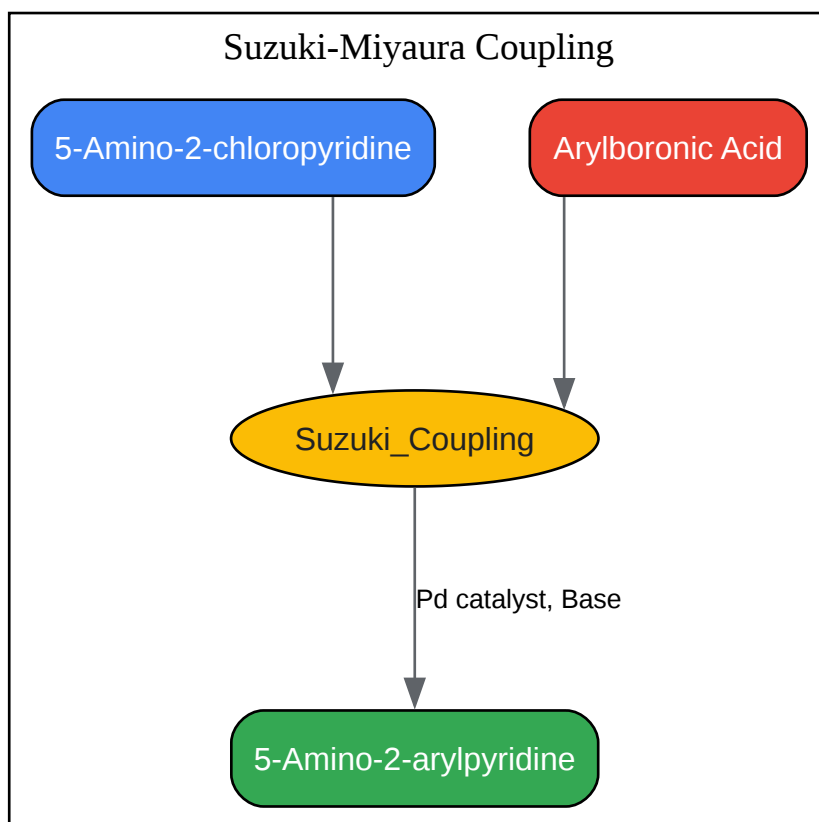 Suzuki-Miyaura Coupling
5-Amino-2-chloropyridine
Arylboronic Acid
Suzuki_Coupling
Pd catalyst, Base
5-Amino-2-arylpyridine